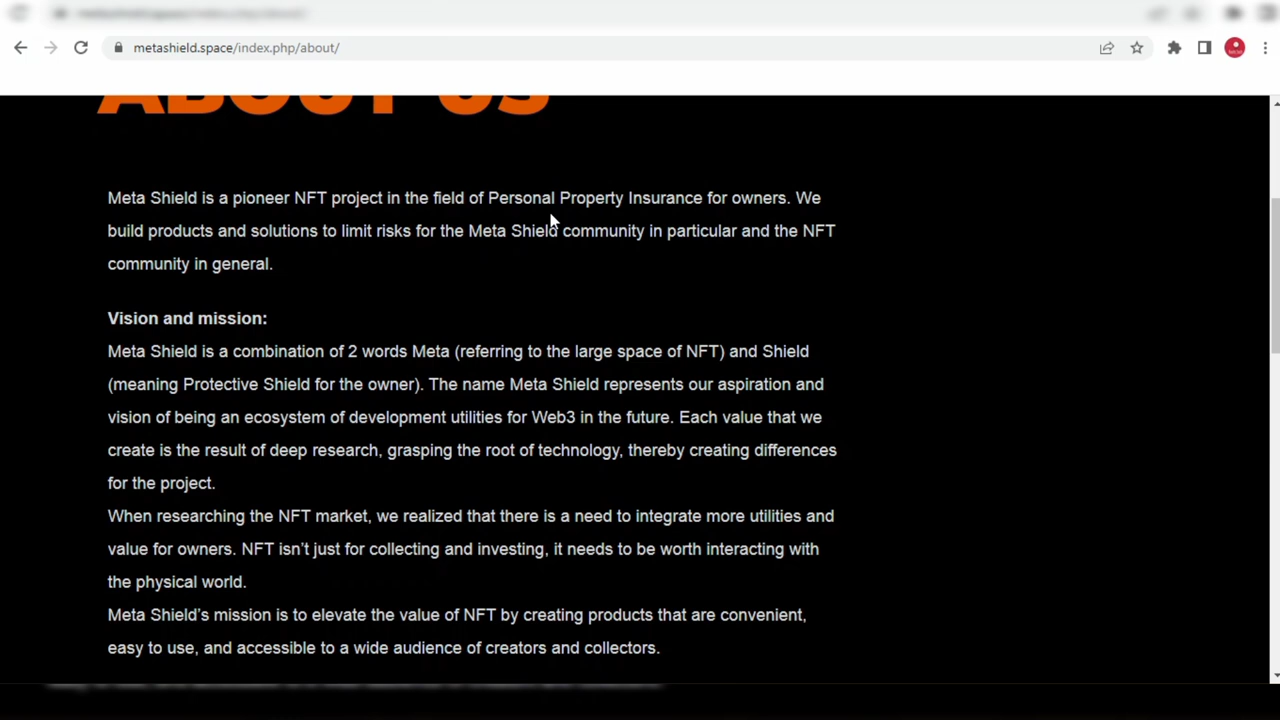 metashield.space/index.php/about/
ABOUT US
Meta Shield is a pioneer NFT project in the field of Personal Property Insurance for owners. We
build products and solutions to limit risks for the Meta Shield community in particular and the NFT
community in general.
Vision and mission:
Meta Shield is a combination of 2 words Meta (referring to the large space of NFT) and Shield
(meaning Protective Shield for the owner). The name Meta Shield represents our aspiration and
vision of being an ecosystem of development utilities for Web3 in the future. Each value that we
create is the result of deep research, grasping the root of technology, thereby creating differences
for the project.
When researching the NFT market, we realized that there is a need to integrate more utilities and
value for owners. NFT isn’t just for collecting and investing, it needs to be worth interacting with
the physical world.
Meta Shield’s mission is to elevate the value of NFT by creating products that are convenient,
easy to use, and accessible to a wide audience of creators and collectors.